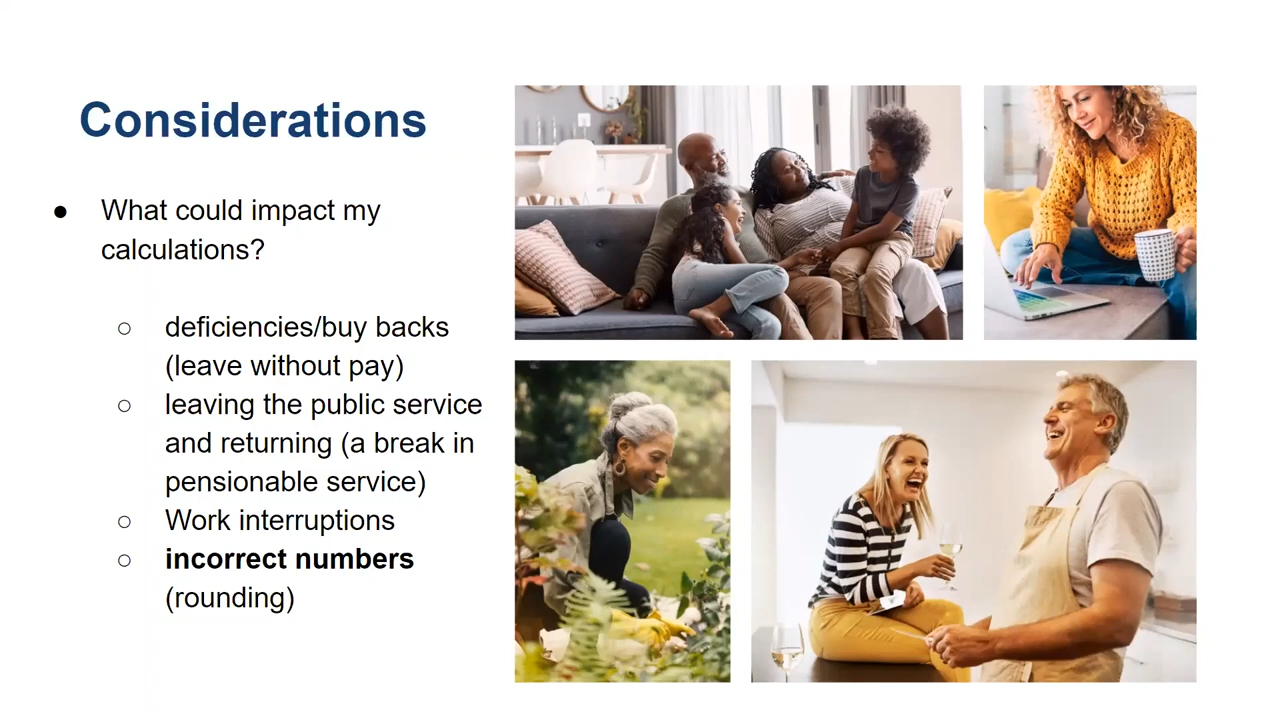 Considerations
● What could impact my
calculations?
○ deficiencies/buy backs
(leave without pay)
○ leaving the public service
and returning (a break in
pensionable service)
○ Work interruptions
○ incorrect numbers
(rounding)